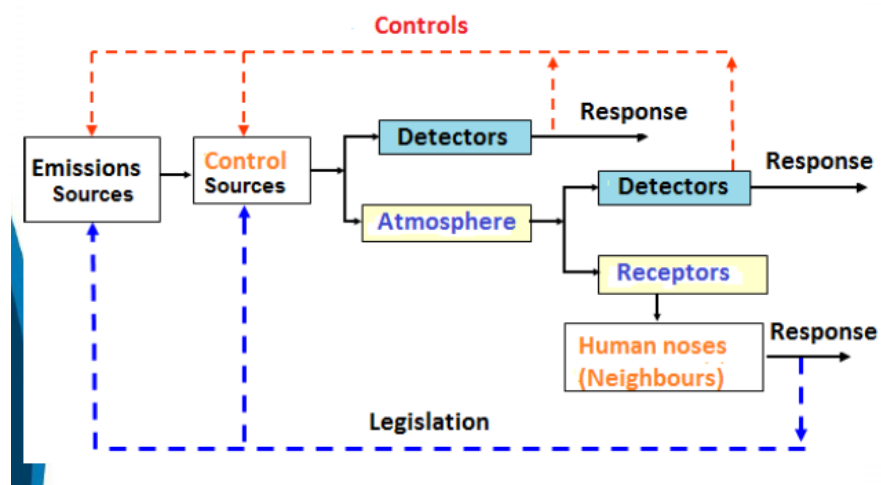 Controls
Response
Detectors
Emissions
Sources
Control
Sources
Response
Detectors
Atmosphere
Receptors
Response
Human noses
(Neighbours)
Legislation